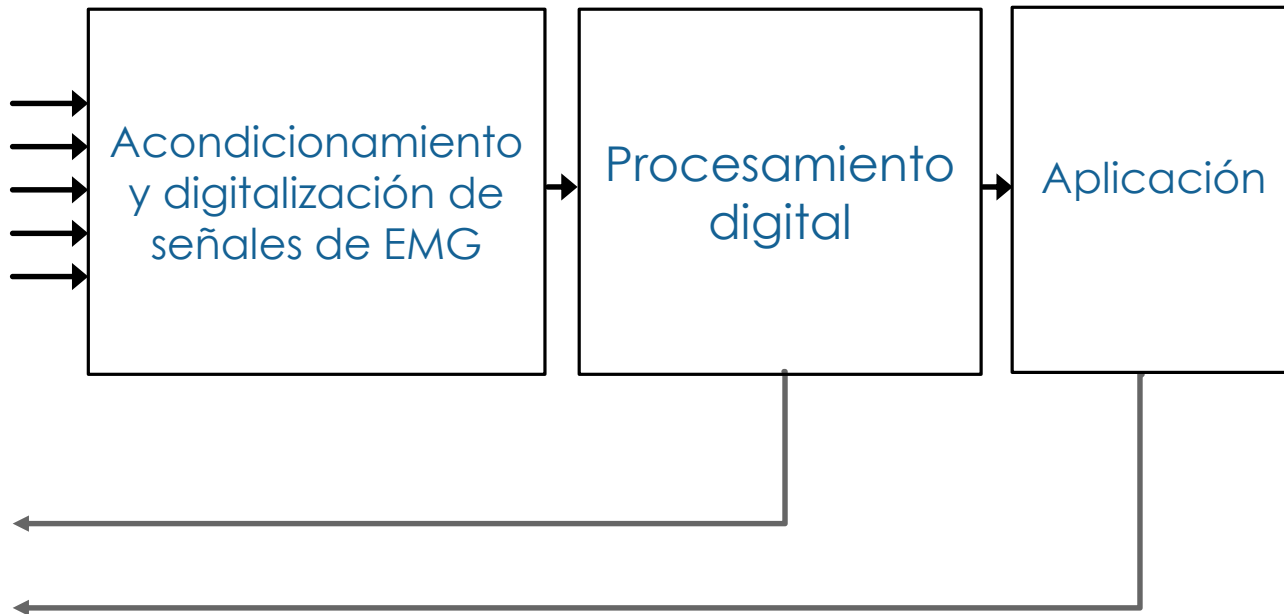 Acondicionamiento
y digitalización de
señales de EMG
Procesamiento
digital
Aplicación